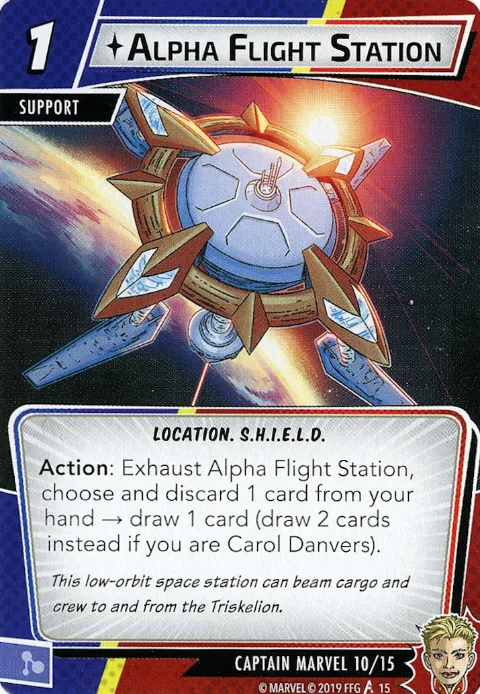 1
ALPHA FLIGHT STATION
SUPPORT
LOCATION. S.H.I.E.L.D.
Action: Exhaust Alpha Flight Station,
choose and discard 1 card from your
hand → draw 1 card (draw 2 cards
instead if you are Carol Danvers).
This low-orbit space station can beam cargo and
crew to and from the Triskelion.
CAPTAIN MARVEL 10/15
© MARVEL © 2019 FFG 15